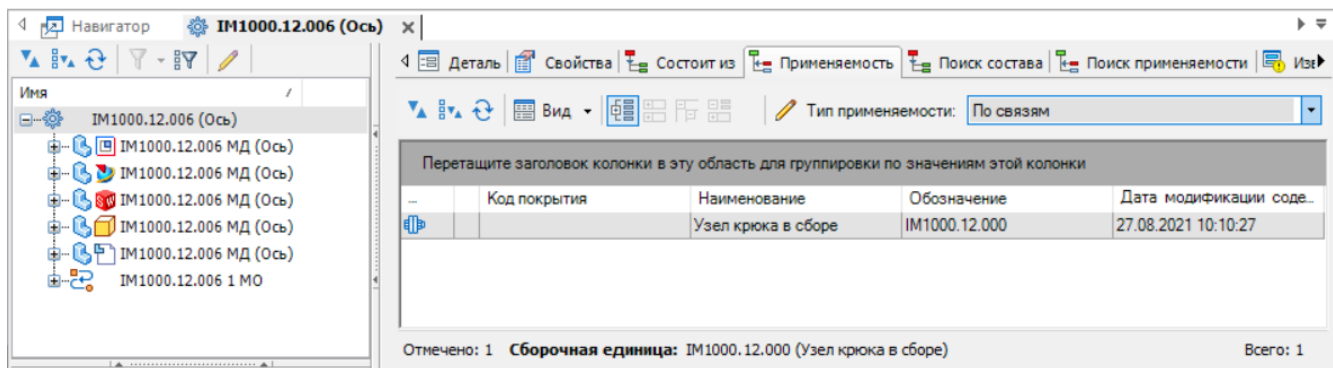 Навигатор IM1000.12.006 (Ось)
Деталь Свойства Состоит из Применяемость Поиск состава Поиск применяемости Изв
Имя
Вид Тип применяемости: По связям
IM1000.12.006 (Ось)
IM1000.12.006 МД (Ось)
IM1000.12.006 МД (Ось)
IM1000.12.006 МД (Ось)
IM1000.12.006 МД (Ось)
IM1000.12.006 МД (Ось)
IM1000.12.006 1 МО
Перетащите заголовок колонки в эту область для группировки по значениям этой колонки
... Код покрытия Наименование Обозначение Дата модификации соде...
Узел крюка в сборе IM1000.12.000 27.08.2021 10:10:27
Отмечено: 1 Сборочная единица: IM1000.12.000 (Узел крюка в сборе) Всего: 1